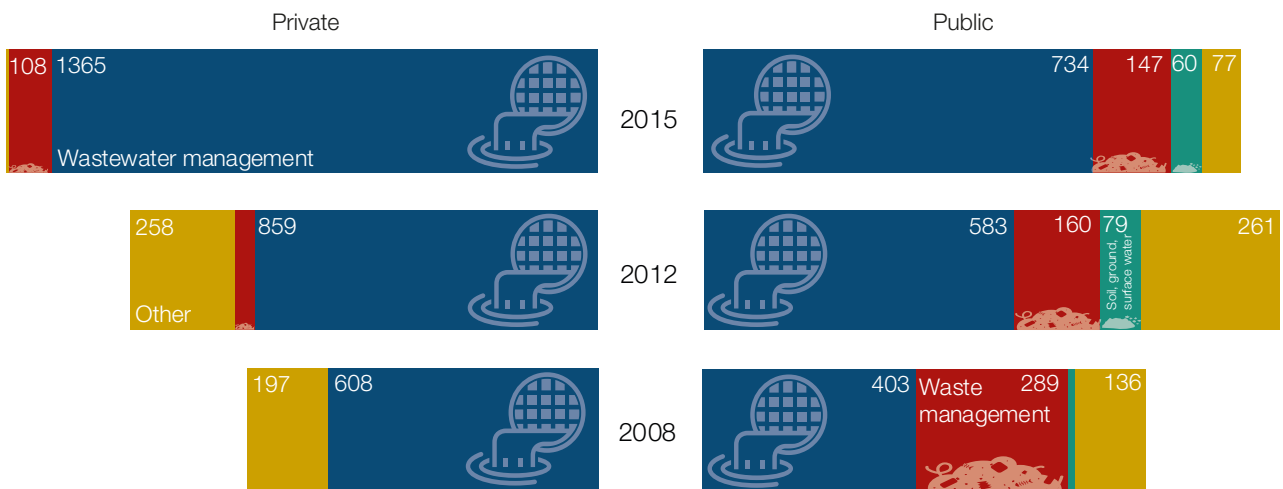 Private
Public
108 1365
734 147 60 77
2015
Wastewater management
258 859
583 160 79 261
Soil, ground,
surface water
2012
Other
197 608
403 Waste 289 136
management
2008